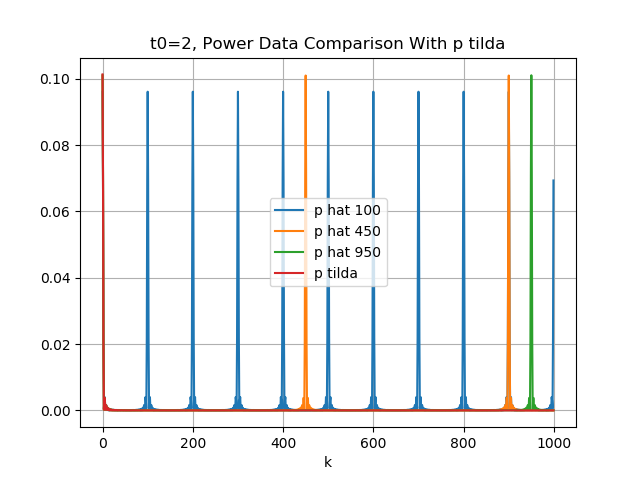 t0=2, Power Data Comparison With p tilda
0.10
0.08
0.06
0.04
0.02
0.00
p hat 100
p hat 450
p hat 950
p tilda
0 200 400 600 800 1000
k